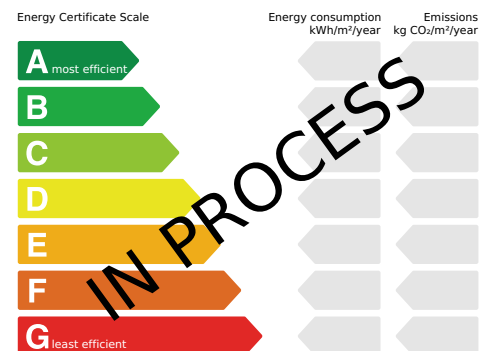 Energy Certificate Scale
Energy consumption
kWh/m²/year
Emissions
kg CO₂/m²/year
A most efficient
B
C
D
E
F
G least efficient
IN PROCESS